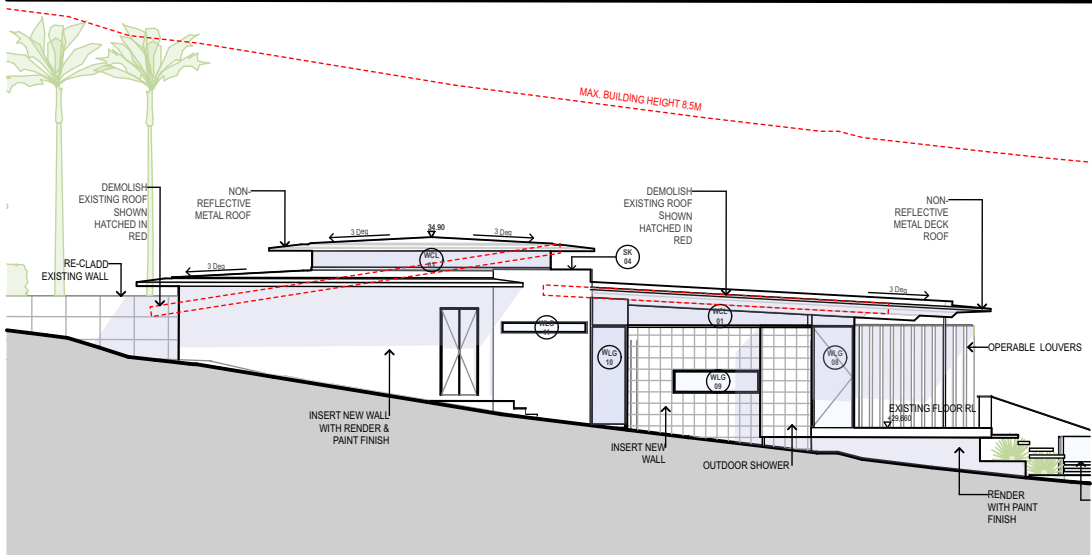 MAX. BUILDING HEIGHT 8.5M
DEMOLISH
EXISTING ROOF
SHOWN
HATCHED IN
RED
NON-
REFLECTIVE
METAL ROOF
DEMOLISH
EXISTING ROOF
SHOWN
HATCHED IN
RED
NON-
REFLECTIVE
METAL DECK
ROOF
3 Deg
34.90
3 Deg
SK
04
WCL
RE-CLADD
EXISTING WALL
3 Deg
3 Deg
WCL
01
WLG
10
WLG
08
WLG
09
OPERABLE LOUVERS
EXISTING FLOOR RL
+29,660
INSERT NEW WALL
WITH RENDER &
PAINT FINISH
INSERT NEW
WALL
OUTDOOR SHOWER
RENDER
WITH PAINT
FINISH